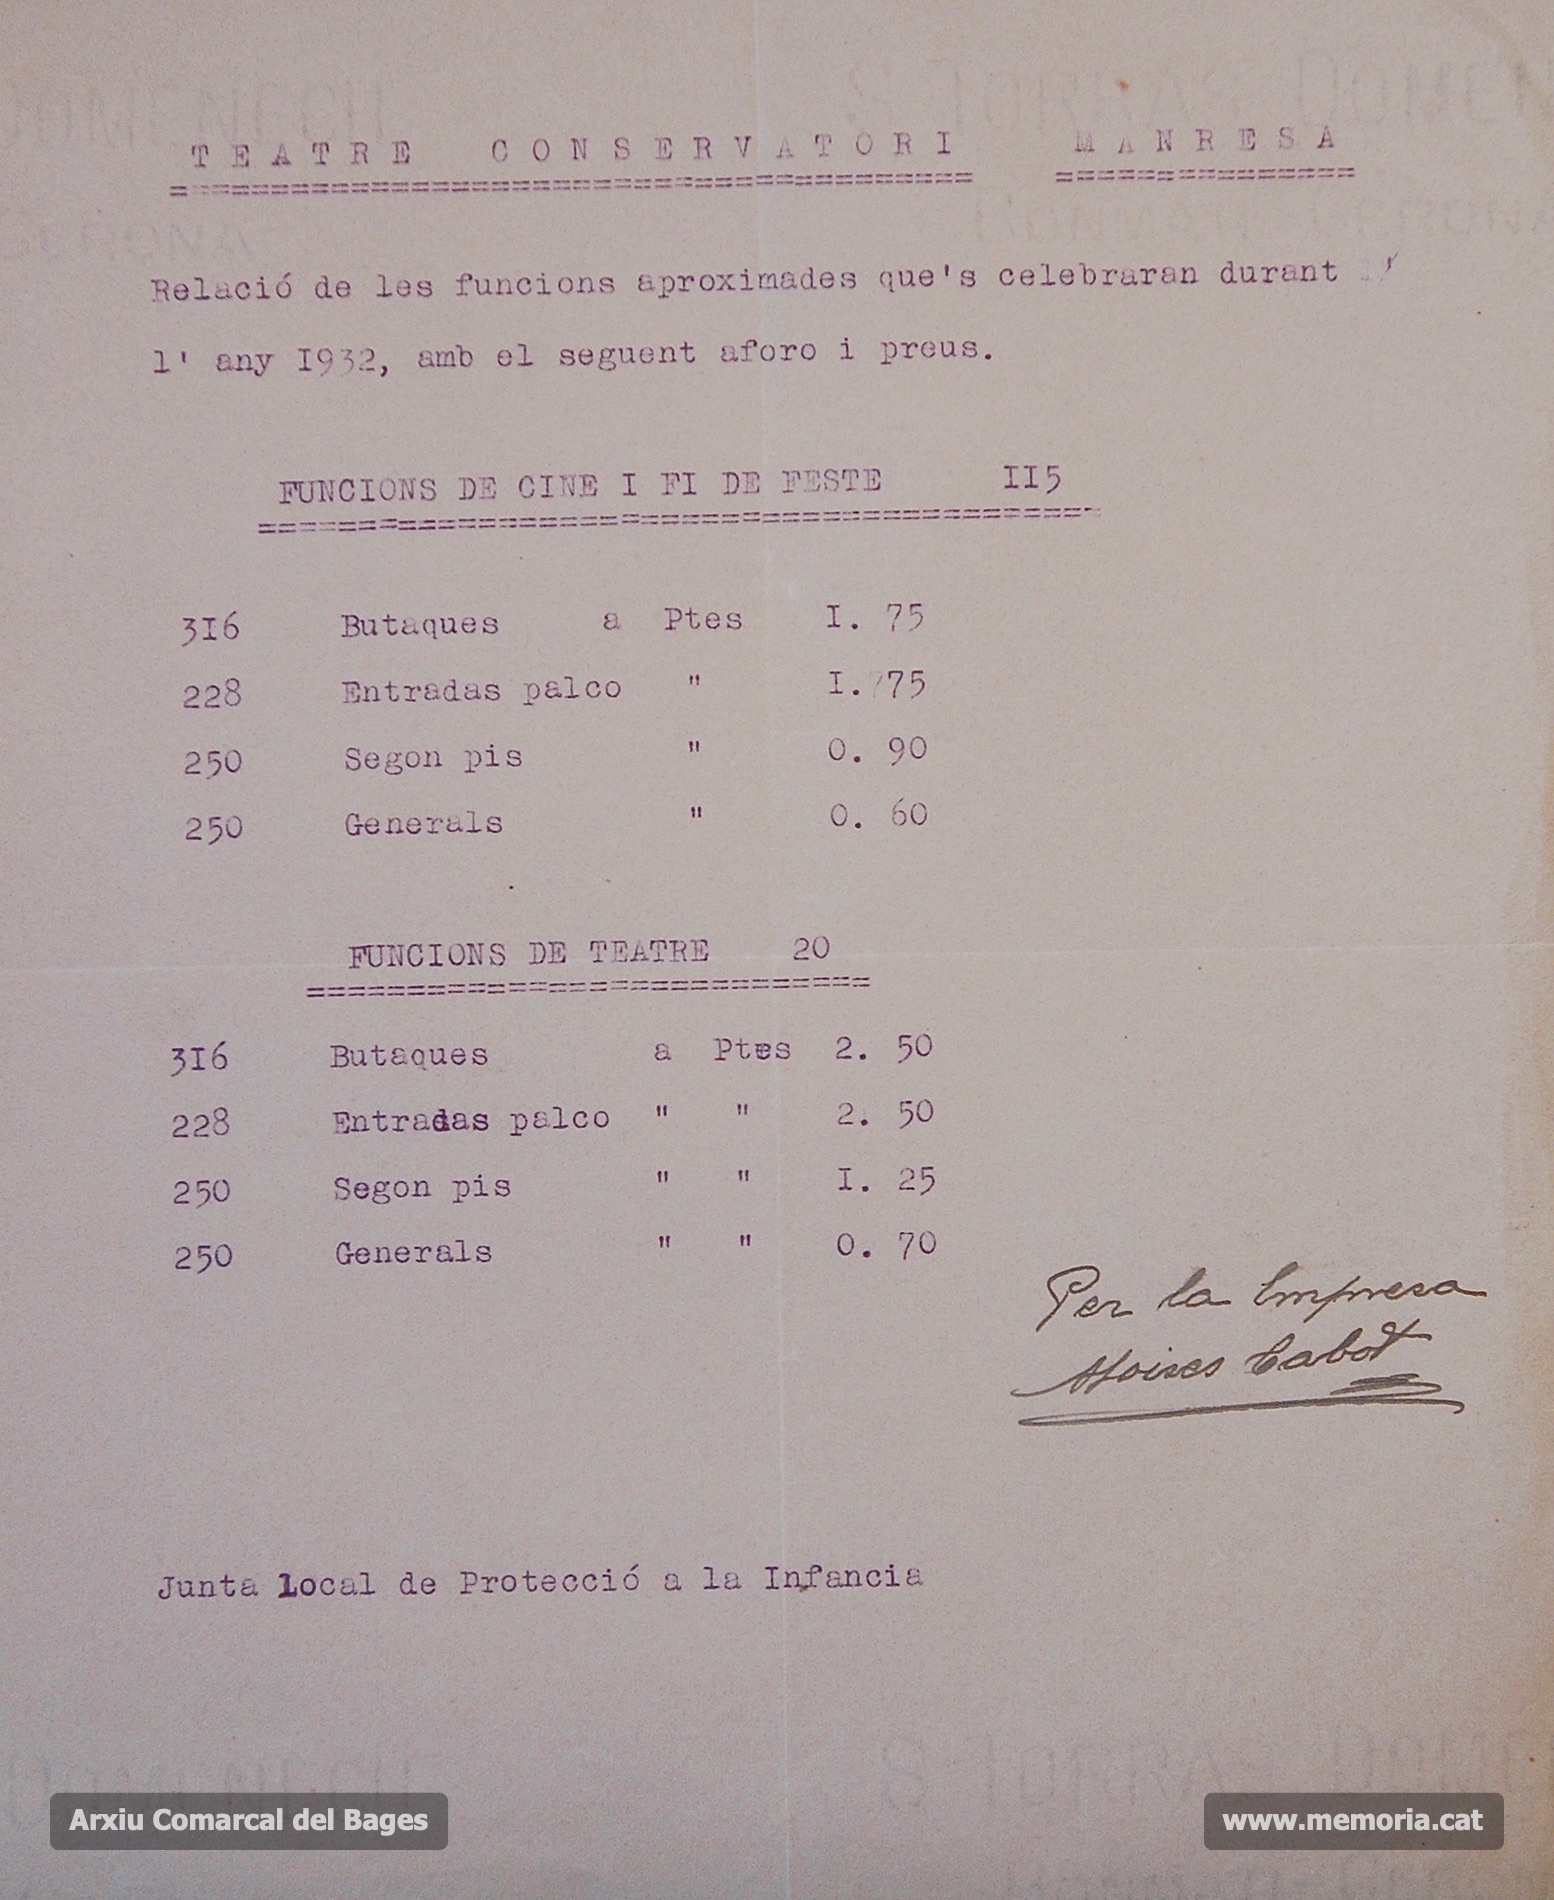 TEATRE CONSERVATORI MANRESA
Relació de les funcions aproximades que's celebraran durant
l' any I932, amb el seguent aforo i preus.
FUNCIONS DE CINE I FI DE FESTE II5
3I6 Butaques a Ptes I. 75
228 Entradas palco " I. 75
250 Segon pis " 0. 90
250 Generals " 0. 60
FUNCIONS DE TEATRE 20
3I6 Butaques a Ptes 2. 50
228 Entradas palco " " 2. 50
250 Segon pis " " I. 25
250 Generals " " 0. 70
Per la Empresa
Moises Cabot
Junta local de Protecció a la Infancia
Arxiu Comarcal del Bages
www.memoria.cat